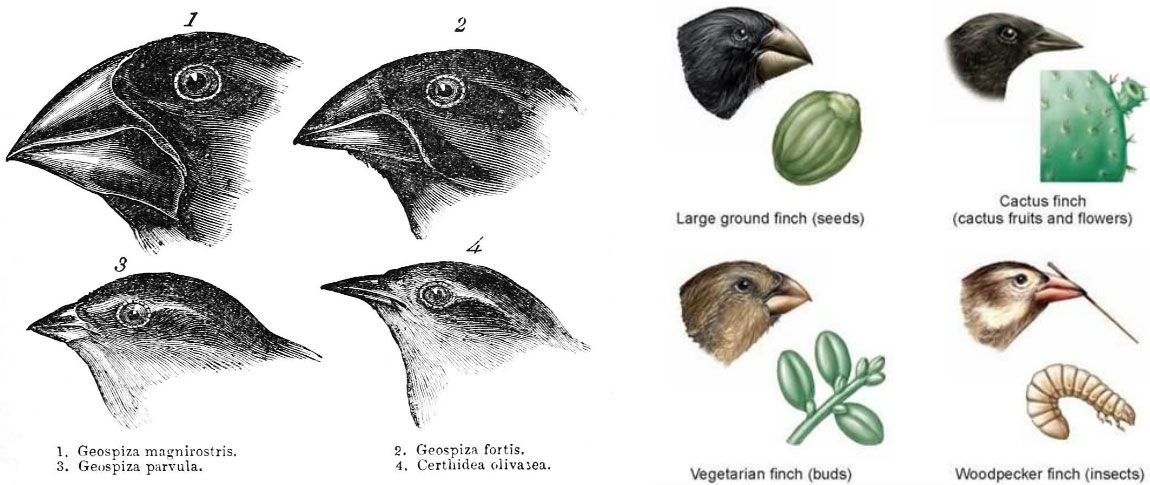 1
2
3
4
1. Geospiza magnirostris.
2. Geospiza fortis.
3. Geospiza parvula.
4. Certhidea olivasea.
Large ground finch (seeds)
Cactus finch
(cactus fruits and flowers)
Vegetarian finch (buds)
Woodpecker finch (insects)